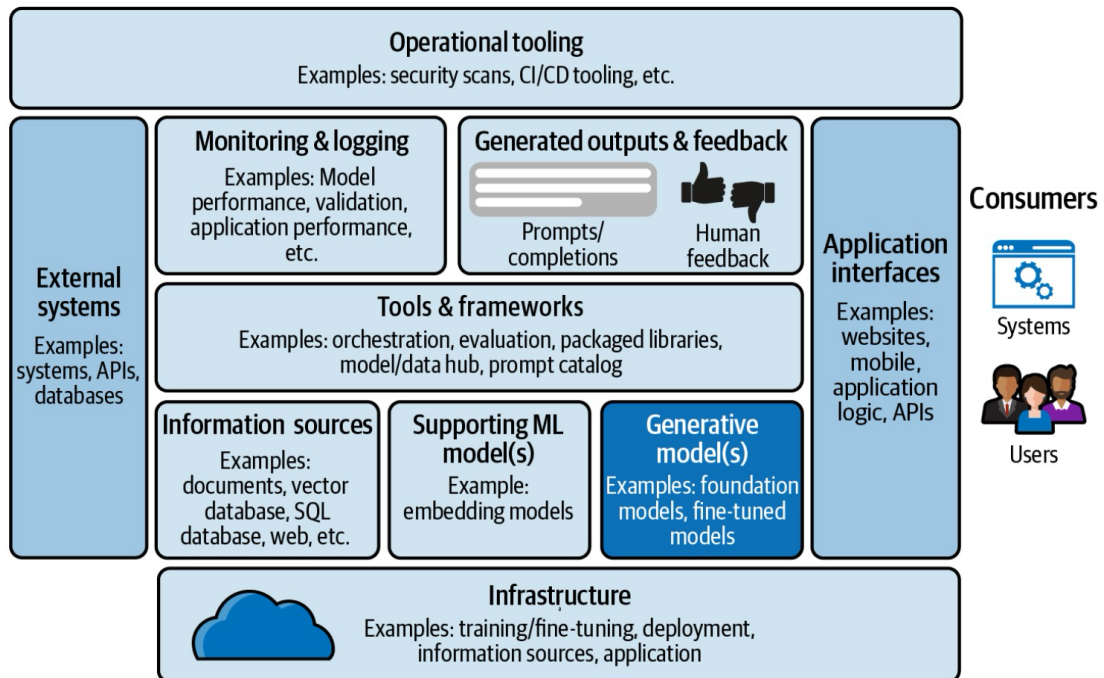 Operational tooling
Examples: security scans, CI/CD tooling, etc.
External
systems
Examples:
systems, APIs,
databases
Monitoring & logging
Examples: Model
performance, validation,
application performance,
etc.
Generated outputs & feedback
Prompts/
completions
Human
feedback
Tools & frameworks
Examples: orchestration, evaluation, packaged libraries,
model/data hub, prompt catalog
Information sources
Examples:
documents, vector
database, SQL
database, web, etc.
Supporting ML
model(s)
Example:
embedding models
Generative
model(s)
Examples: foundation
models, fine-tuned
models
Application
interfaces
Examples:
websites,
mobile,
application
logic, APIs
Consumers
Systems
Users
Infrastructure
Examples: training/fine-tuning, deployment,
information sources, application